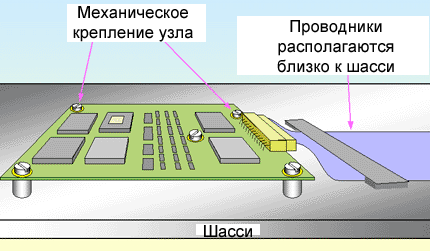 Механическое
крепление узла
Проводники
располагаются
близко к шасси
Шасси